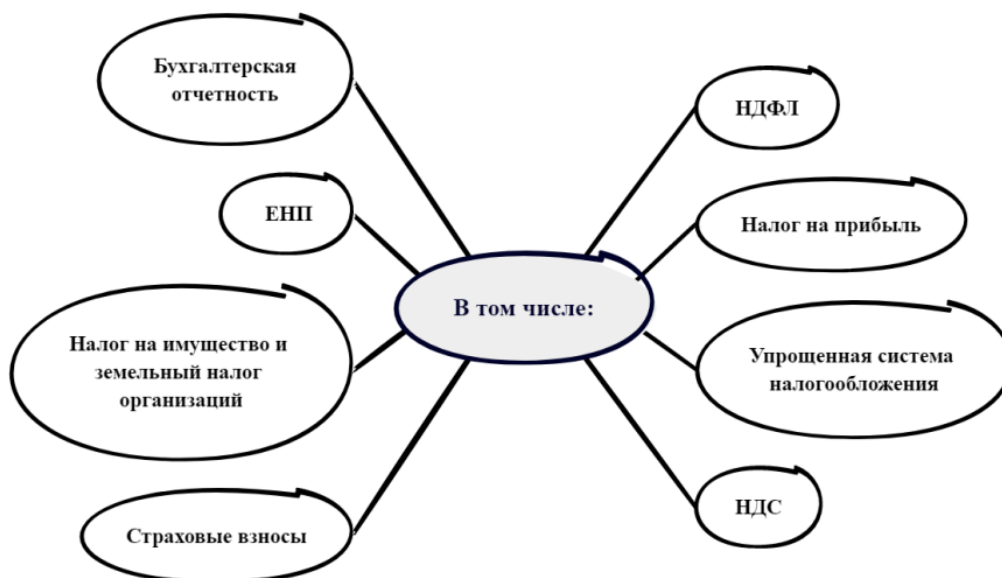 Бухгалтерская
отчетность
НДФЛ
ЕНП
Налог на прибыль
В том числе:
Налог на имущество и
земельный налог
организаций
Упрощенная система
налогообложения
НДС
Страховые взносы